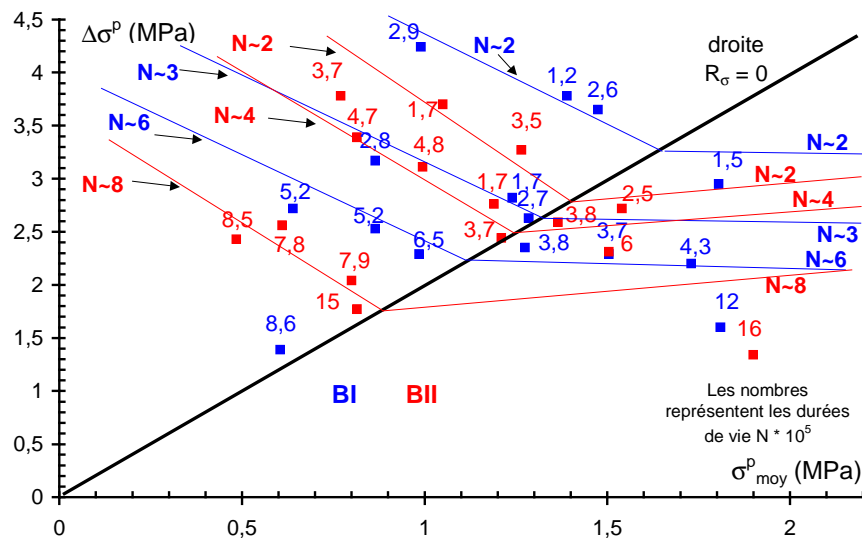 4,5
4
3,5
3
2,5
2
1,5
1
0,5
0
0
0,5
1
1,5
2
Δσᵖ (MPa)
σᵖmoy (MPa)
droite
Rσ = 0
N~2
N~3
N~4
N~6
N~8
N~2
N~2
N~2
N~4
N~3
N~6
N~8
2,9
1,2
2,6
3,7
1,7
4,7
3,5
2,8
4,8
1,5
1,7
1,7
2,7
2,5
5,2
5,2
3,7
3,8
3,8
3,7
6
8,5
7,8
6,5
4,3
7,9
15
12
16
8,6
BI
BII
Les nombres
représentent les durées
de vie N * 10⁵